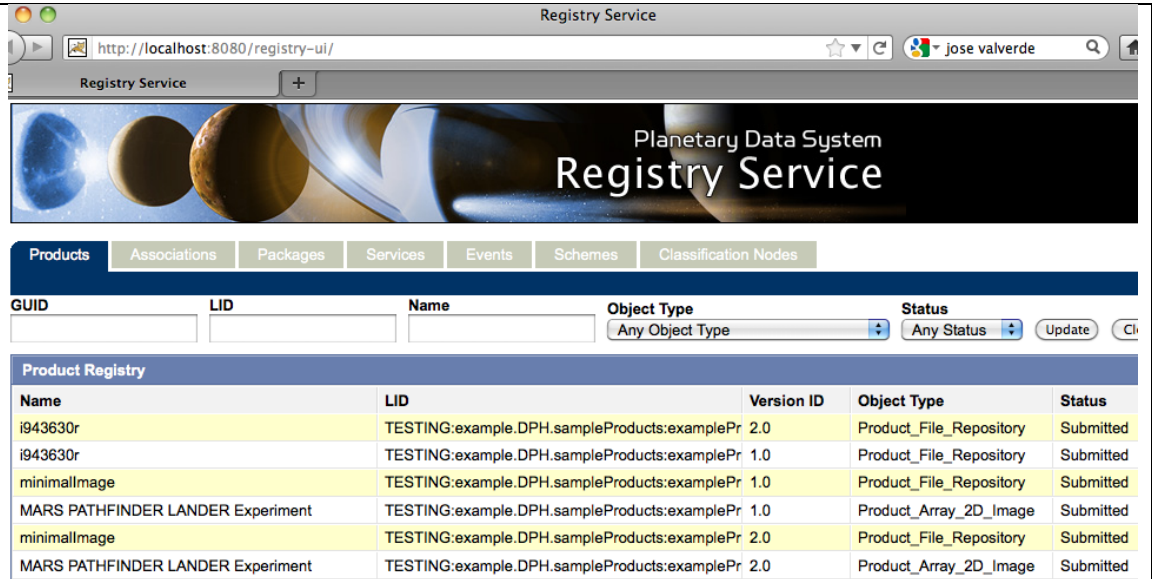 Registry Service
http://localhost:8080/registry-ui/ jose valverde
Registry Service +
Planetary Data System
Registry Service
Products Associations Packages Services Events Schemes Classification Nodes
GUID LID Name Object Type Status
Any Object Type Any Status Update
Product Registry
Name LID Version ID Object Type Status
i943630r TESTING:example.DPH.sampleProducts:examplePr 2.0 Product_File_Repository Submitted
i943630r TESTING:example.DPH.sampleProducts:examplePr 1.0 Product_File_Repository Submitted
minimalImage TESTING:example.DPH.sampleProducts:examplePr 1.0 Product_File_Repository Submitted
MARS PATHFINDER LANDER Experiment TESTING:example.DPH.sampleProducts:examplePr 1.0 Product_Array_2D_Image Submitted
minimalImage TESTING:example.DPH.sampleProducts:examplePr 2.0 Product_File_Repository Submitted
MARS PATHFINDER LANDER Experiment TESTING:example.DPH.sampleProducts:examplePr 2.0 Product_Array_2D_Image Submitted